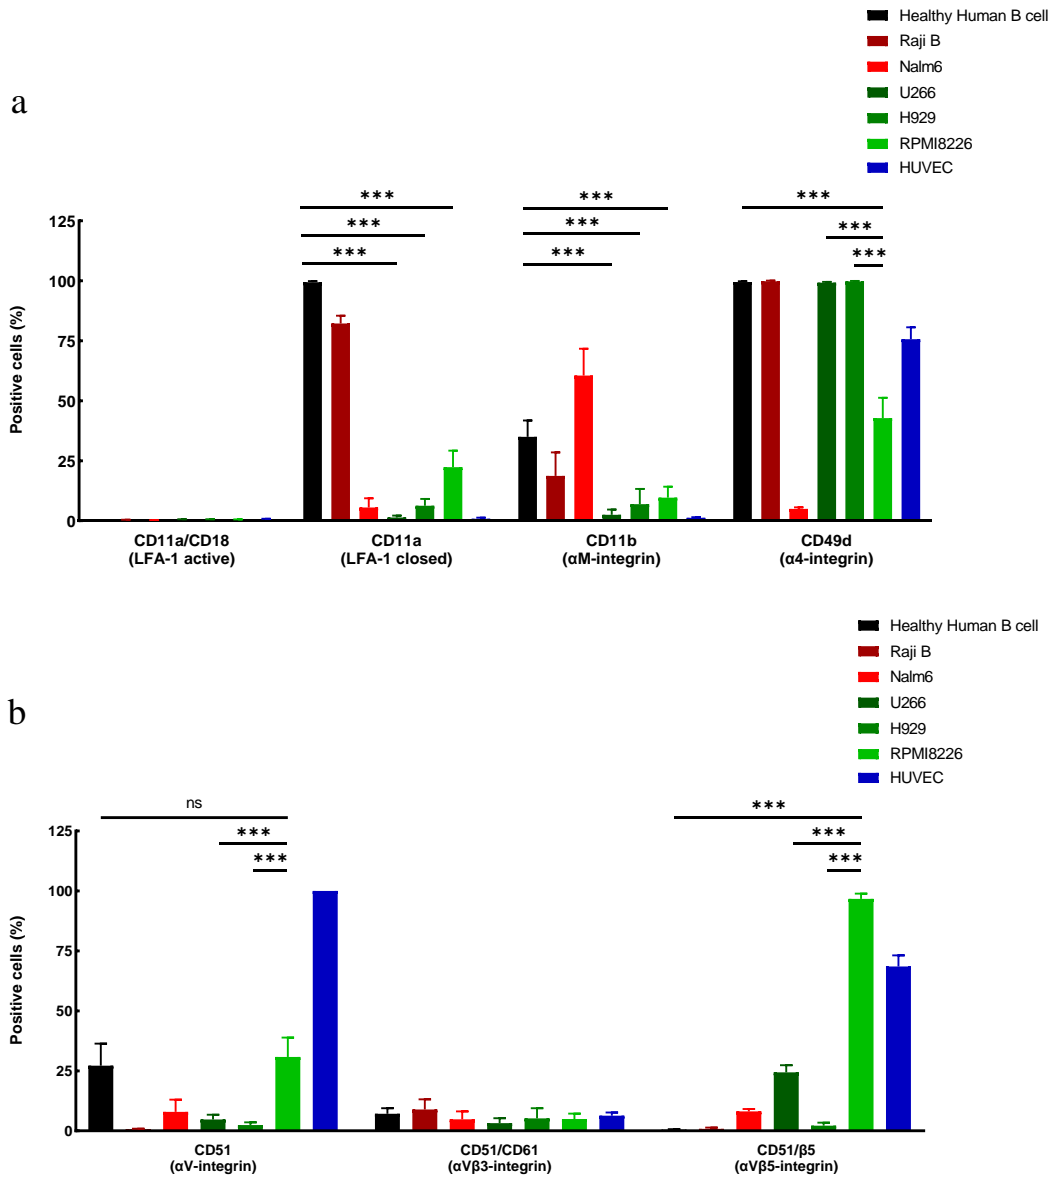 Healthy Human B cell
Raji B
Nalm6
U266
H929
RPMI8226
HUVEC
a
*** *** ***
*** *** ***
*** *** ***
125
100
75
50
25
0
Positive cells (%)
CD11a/CD18 CD11a CD11b CD49d
(LFA-1 active) (LFA-1 closed) (αM-integrin) (α4-integrin)
Healthy Human B cell
Raji B
Nalm6
U266
H929
RPMI8226
HUVEC
b
ns ***
*** ***
*** ***
125
100
75
50
25
0
Positive cells (%)
CD51 CD51/CD61 CD51/β5
(αV-integrin) (αVβ3-integrin) (αVβ5-integrin)